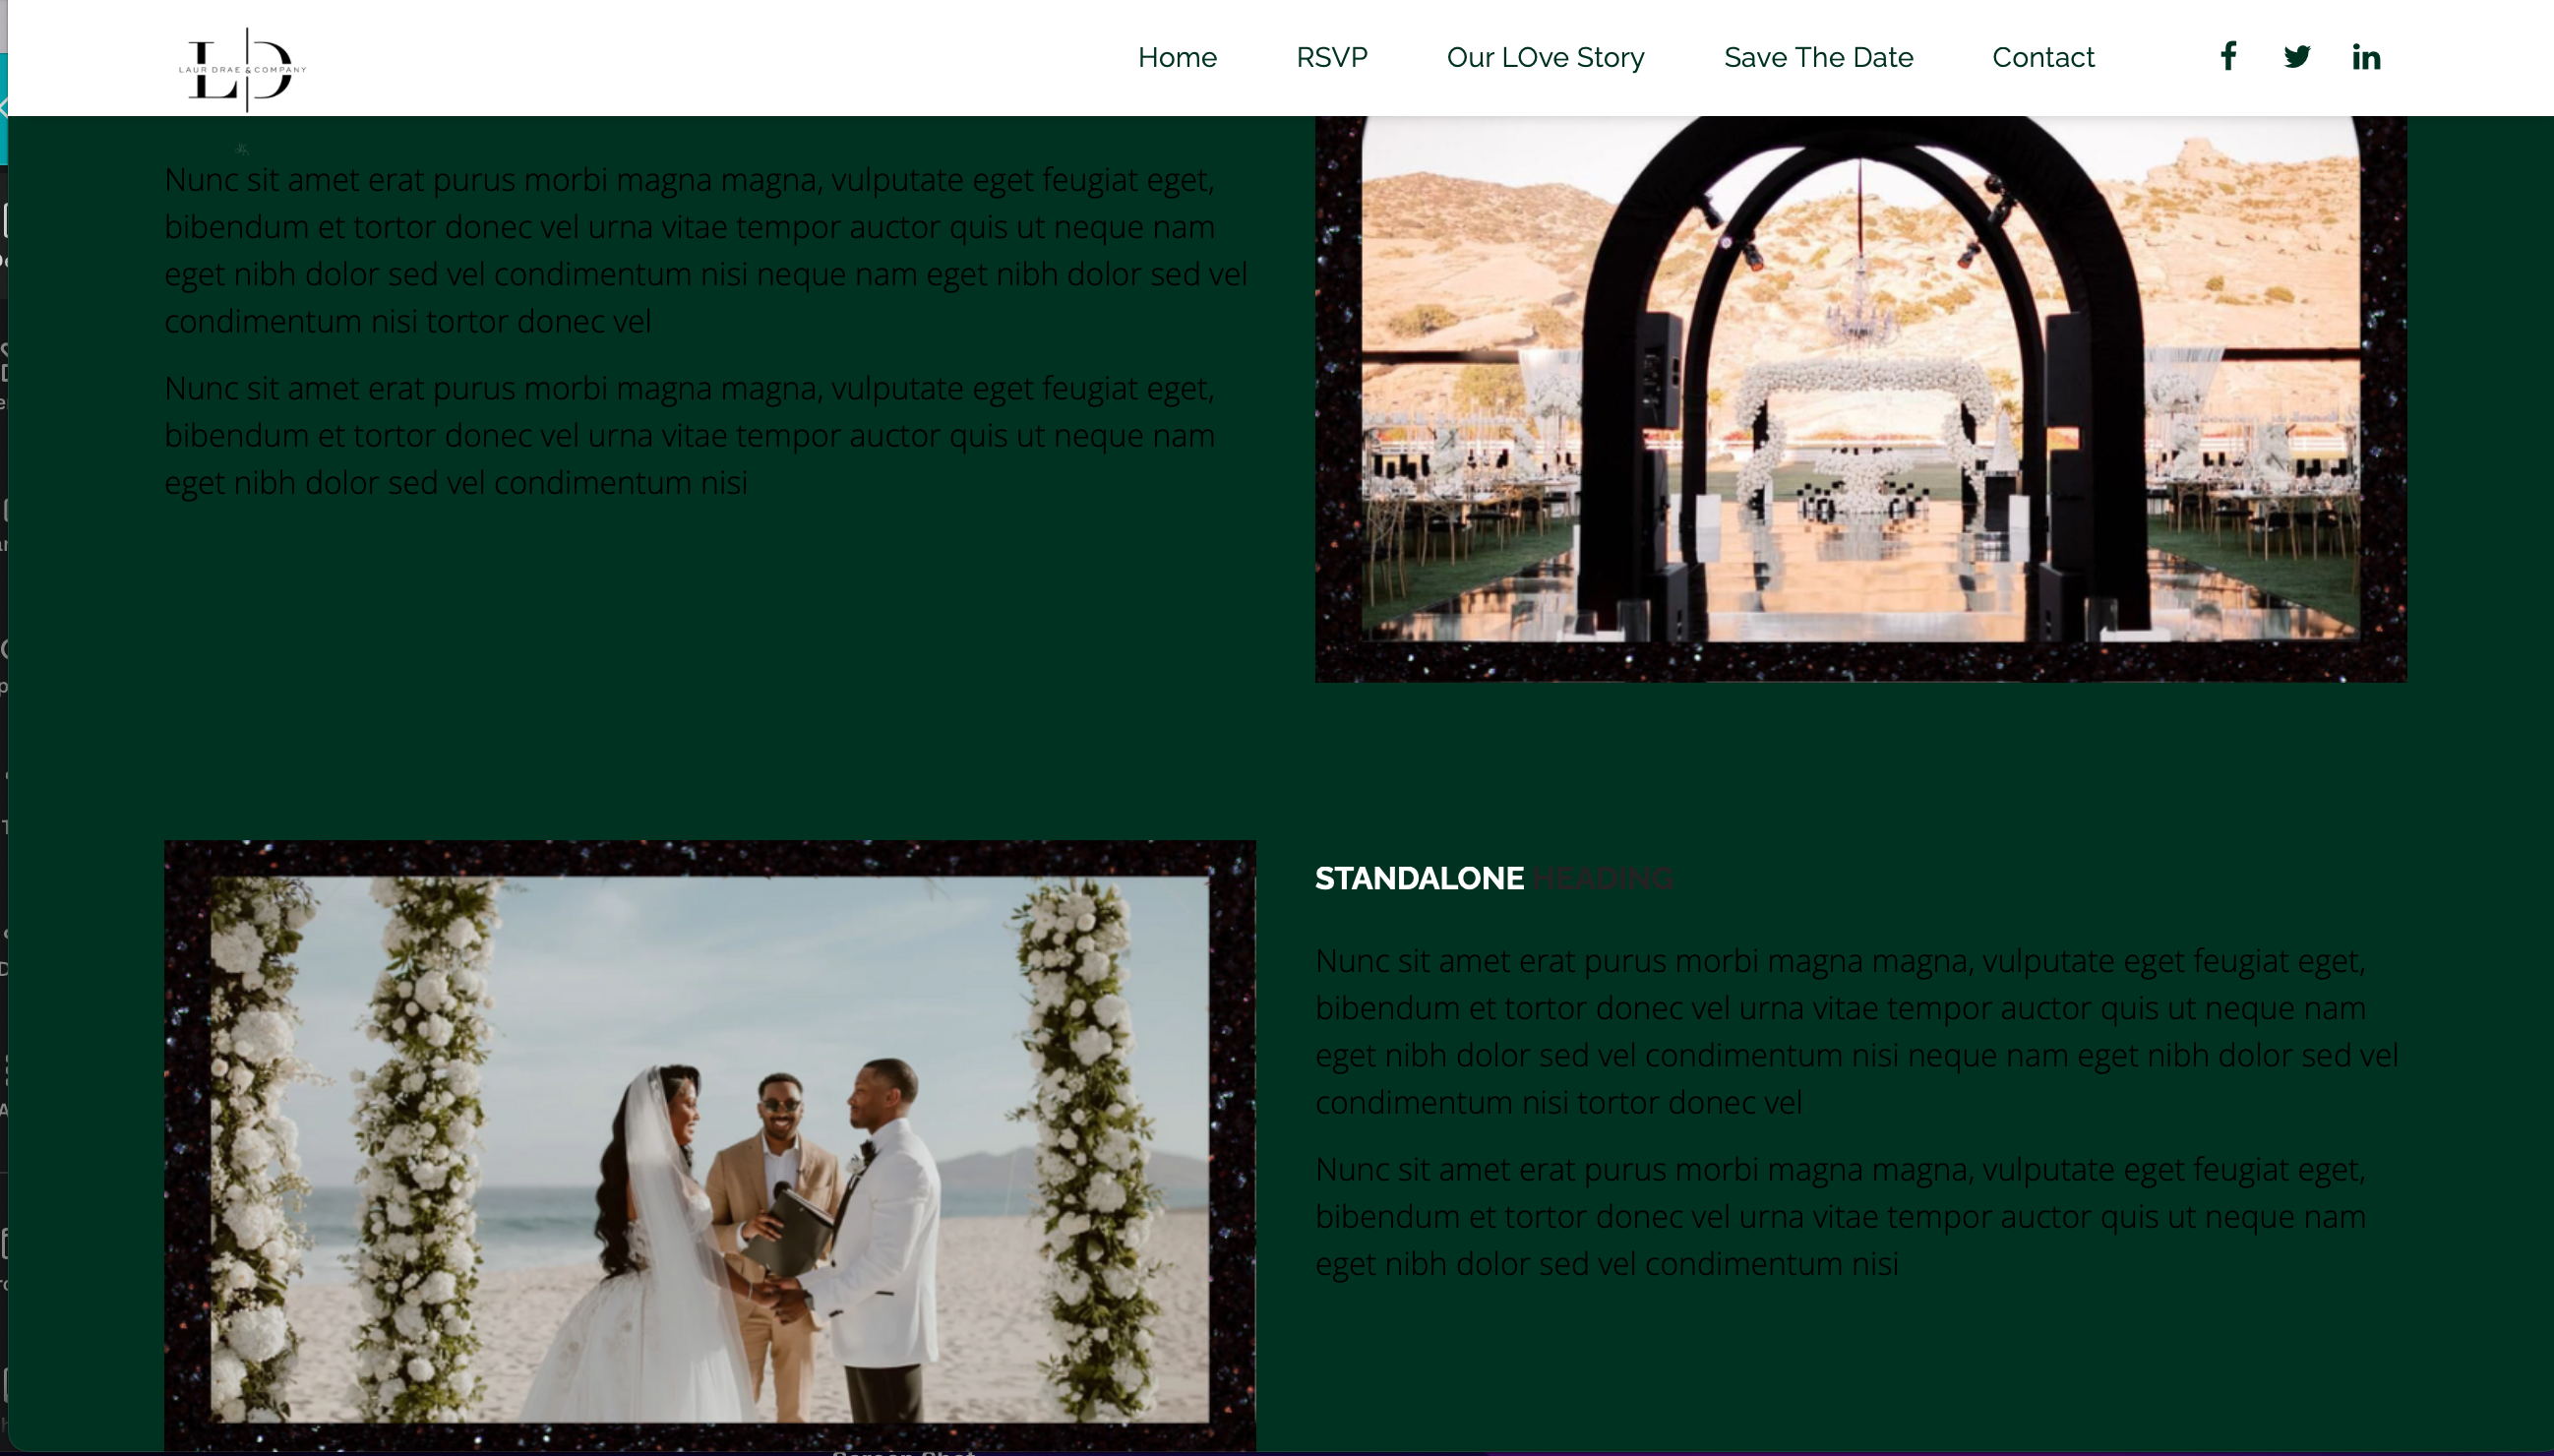 LAUR DRAE & COMPANY
Home RSVP Our LOve Story Save The Date Contact
Nunc sit amet erat purus morbi magna magna, vulputate eget feugiat eget,
bibendum et tortor donec vel urna vitae tempor auctor quis ut neque nam
eget nibh dolor sed vel condimentum nisi neque nam eget nibh dolor sed vel
condimentum nisi tortor donec vel
Nunc sit amet erat purus morbi magna magna, vulputate eget feugiat eget,
bibendum et tortor donec vel urna vitae tempor auctor quis ut neque nam
eget nibh dolor sed vel condimentum nisi
STANDALONE HEADING
Nunc sit amet erat purus morbi magna magna, vulputate eget feugiat eget,
bibendum et tortor donec vel urna vitae tempor auctor quis ut neque nam
eget nibh dolor sed vel condimentum nisi neque nam eget nibh dolor sed vel
condimentum nisi tortor donec vel
Nunc sit amet erat purus morbi magna magna, vulputate eget feugiat eget,
bibendum et tortor donec vel urna vitae tempor auctor quis ut neque nam
eget nibh dolor sed vel condimentum nisi